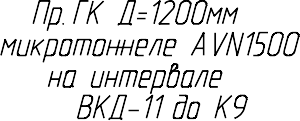 Пр. ГК Д=1200мм
микротоннеле AVN1500
на интервале
ВКД-11 до К9